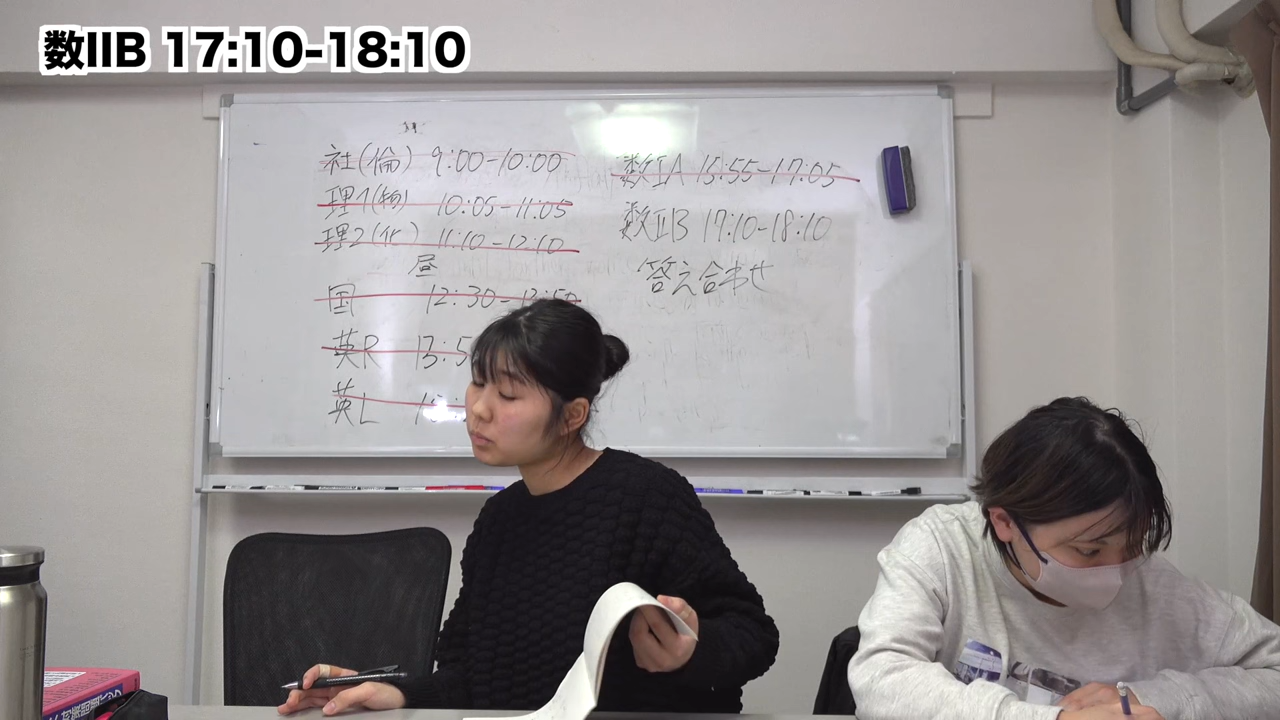 数IIB 17:10-18:10
社(倫) 9:00-10:00
理1(物) 10:05-11:05
理2(化) 11:10-12:10
昼
国 12:30-13:50
英R 13:5
英L
数IA 15:55-17:05
数IIB 17:10-18:10
答え合わせ